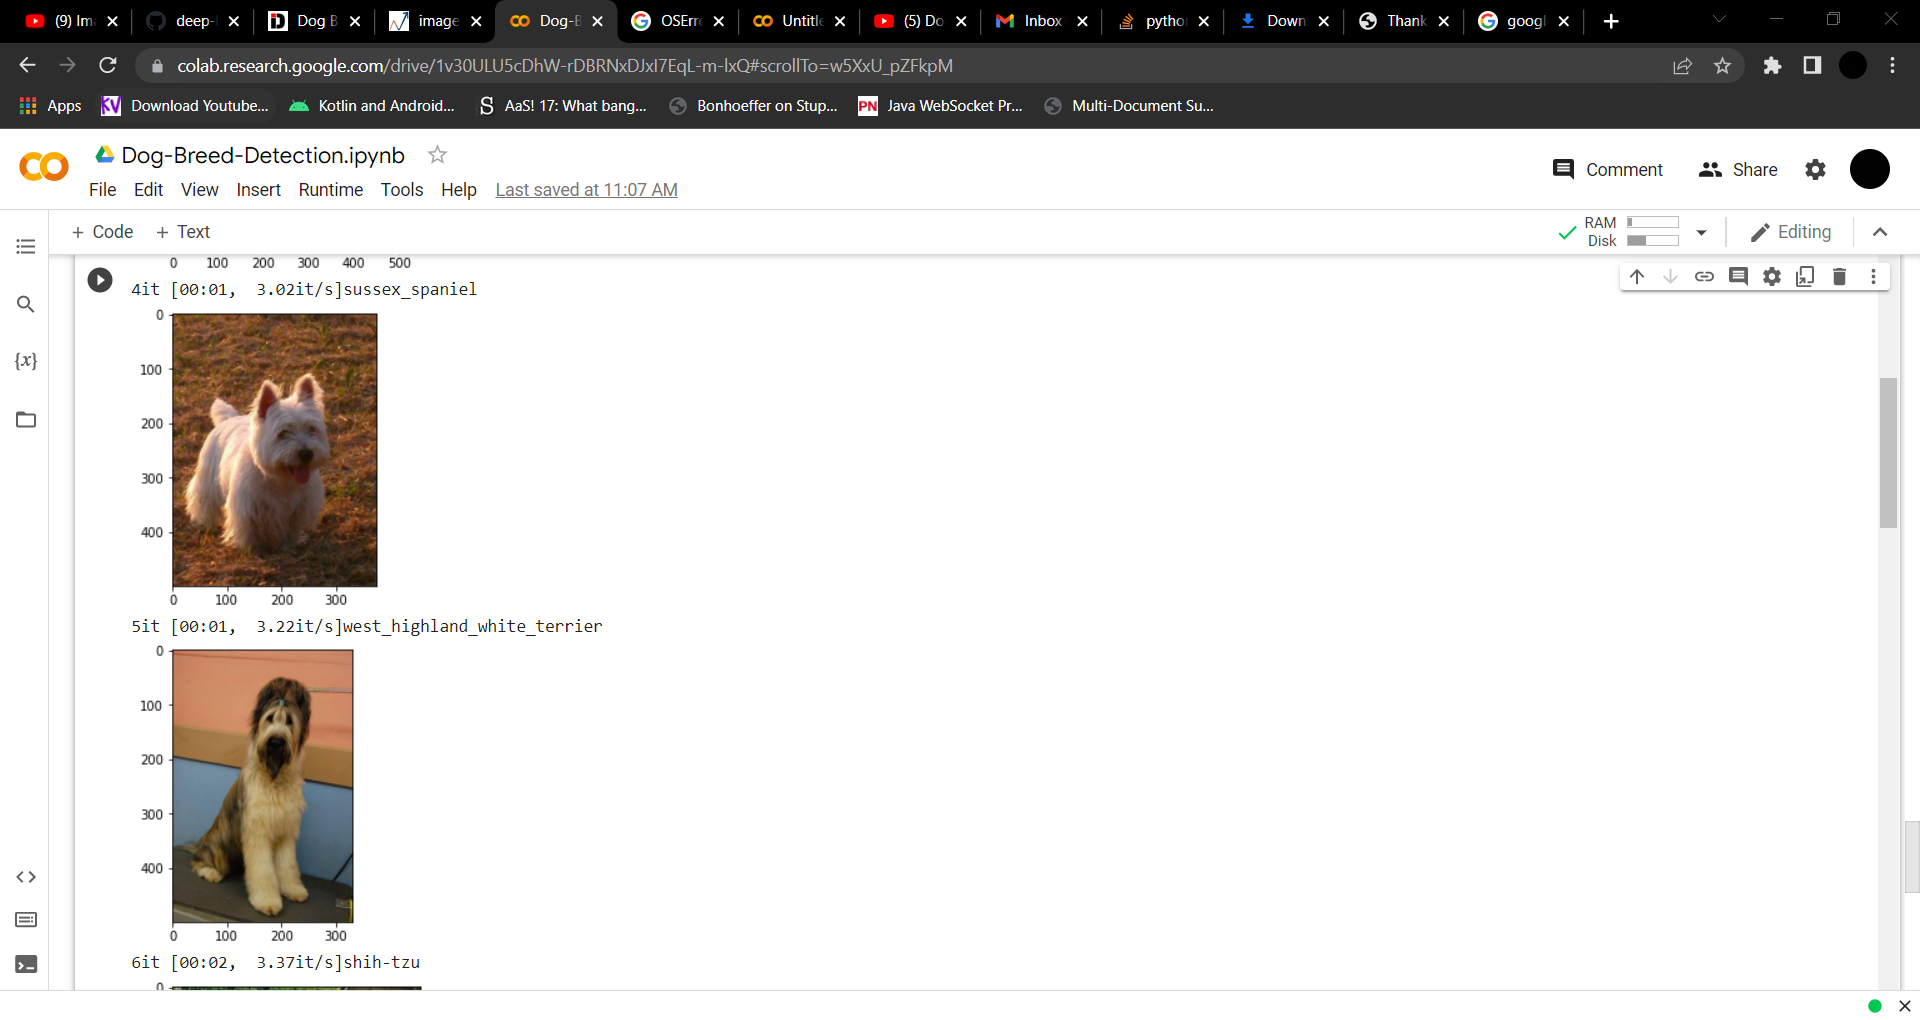 (9) Ima
deep-l
Dog B
image
Dog-B
OSErro
Untitle
(5) Do
Inbox
pytho
Down
Thank
googl
colab.research.google.com/drive/1v30ULU5cDhW-rDBRNxDJxI7EqL-m-lxQ#scrollTo=w5XxU_pZFkpM
Apps
KV Download Youtube...
Kotlin and Android...
AaS! 17: What bang...
Bonhoeffer on Stup...
PN Java WebSocket Pr...
Multi-Document Su...
Dog-Breed-Detection.ipynb
Comment
Share
File Edit View Insert Runtime Tools Help Last saved at 11:07 AM
+ Code + Text
RAM
Disk
Editing
0 100 200 300 400 500
4it [00:01, 3.02it/s]sussex_spaniel
0
100
{x}
200
300
400
0 100 200 300
5it [00:01, 3.22it/s]west_highland_white_terrier
0
100
200
300
400
0 100 200 300
6it [00:02, 3.37it/s]shih-tzu
0